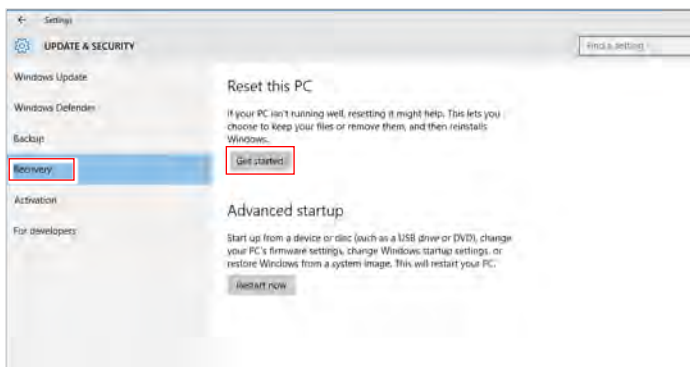 Settings
UPDATE & SECURITY
Find a setting
Windows Update
Windows Defender
Backup
Recovery
Activation
For developers
Reset this PC
If your PC isn't running well, resetting it might help. This lets you
choose to keep your files or remove them, and then reinstalls
Windows.
Get started
Advanced startup
Start up from a device or disc (such as a USB drive or DVD), change
your PC's firmware settings, change Windows startup settings, or
restore Windows from a system image. This will restart your PC.
Restart now